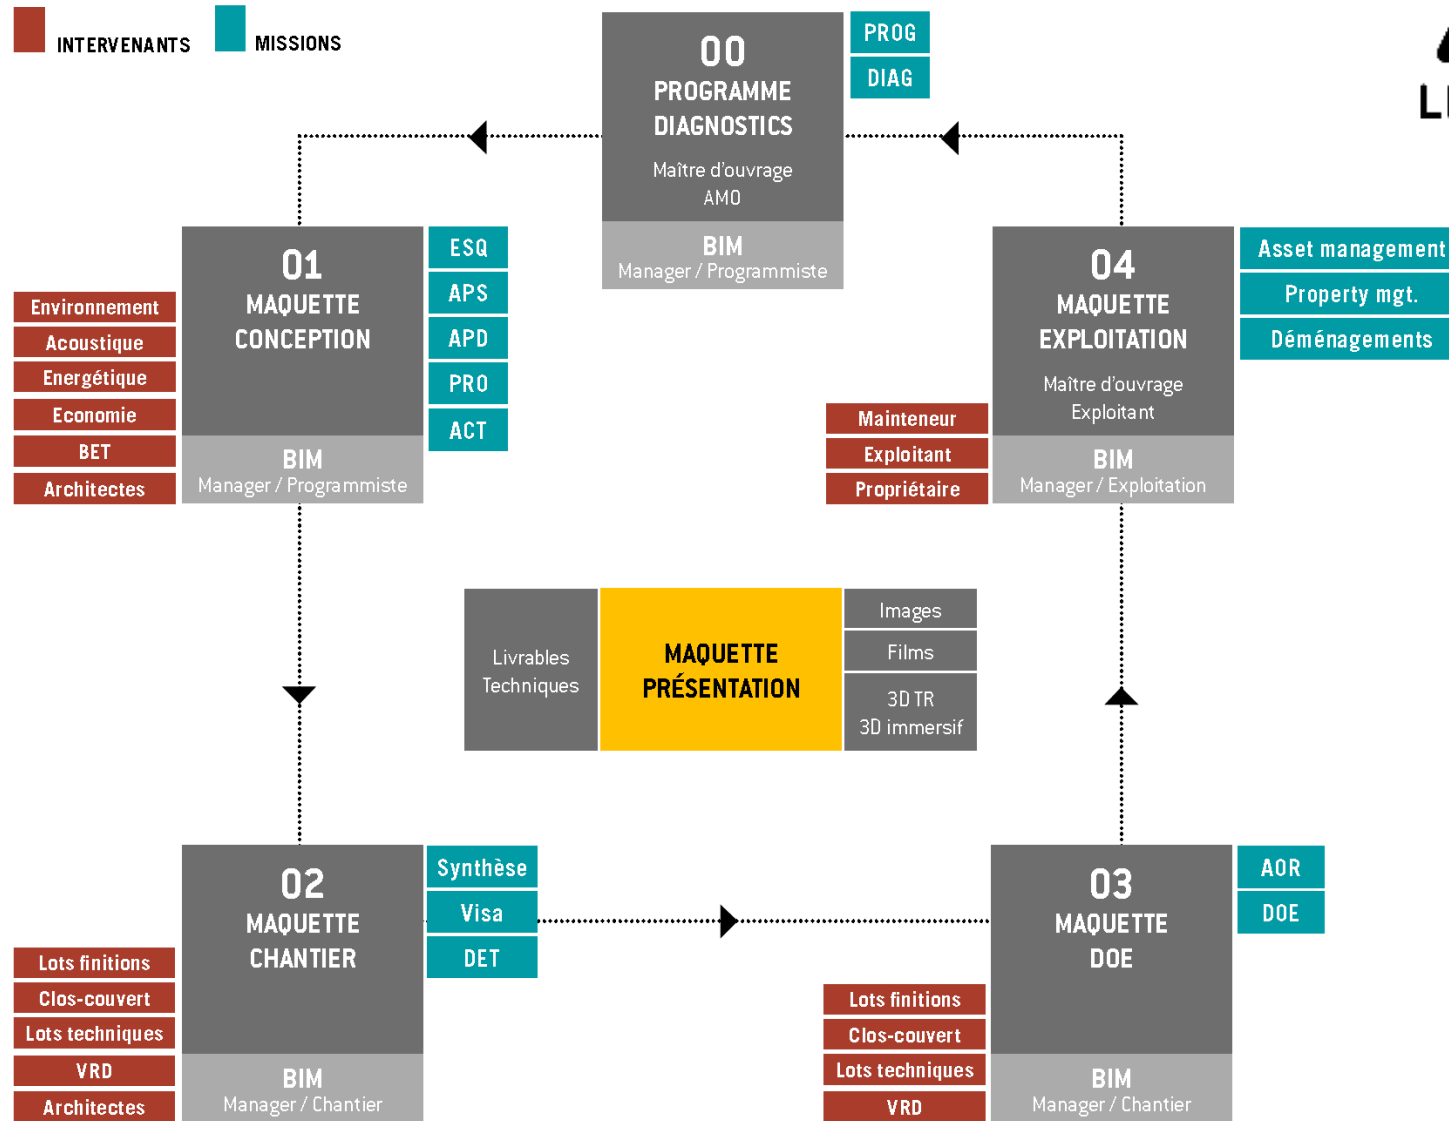 INTERVENANTS
MISSIONS
00
PROGRAMME
DIAGNOSTICS
Maître d'ouvrage
AMO
BIM
Manager / Programmiste
PROG
DIAG
01
MAQUETTE
CONCEPTION
BIM
Manager / Programmiste
ESQ
APS
APD
PRO
ACT
Environnement
Acoustique
Energétique
Economie
BET
Architectes
04
MAQUETTE
EXPLOITATION
Maître d'ouvrage
Exploitant
BIM
Manager / Exploitation
Asset management
Property mgt.
Déménagements
Mainteneur
Exploitant
Propriétaire
Livrables
Techniques
MAQUETTE
PRÉSENTATION
Images
Films
3D TR
3D immersif
02
MAQUETTE
CHANTIER
BIM
Manager / Chantier
Synthèse
Visa
DET
Lots finitions
Clos-couvert
Lots techniques
VRD
Architectes
03
MAQUETTE
DOE
BIM
Manager / Chantier
AOR
DOE
Lots finitions
Clos-couvert
Lots techniques
VRD